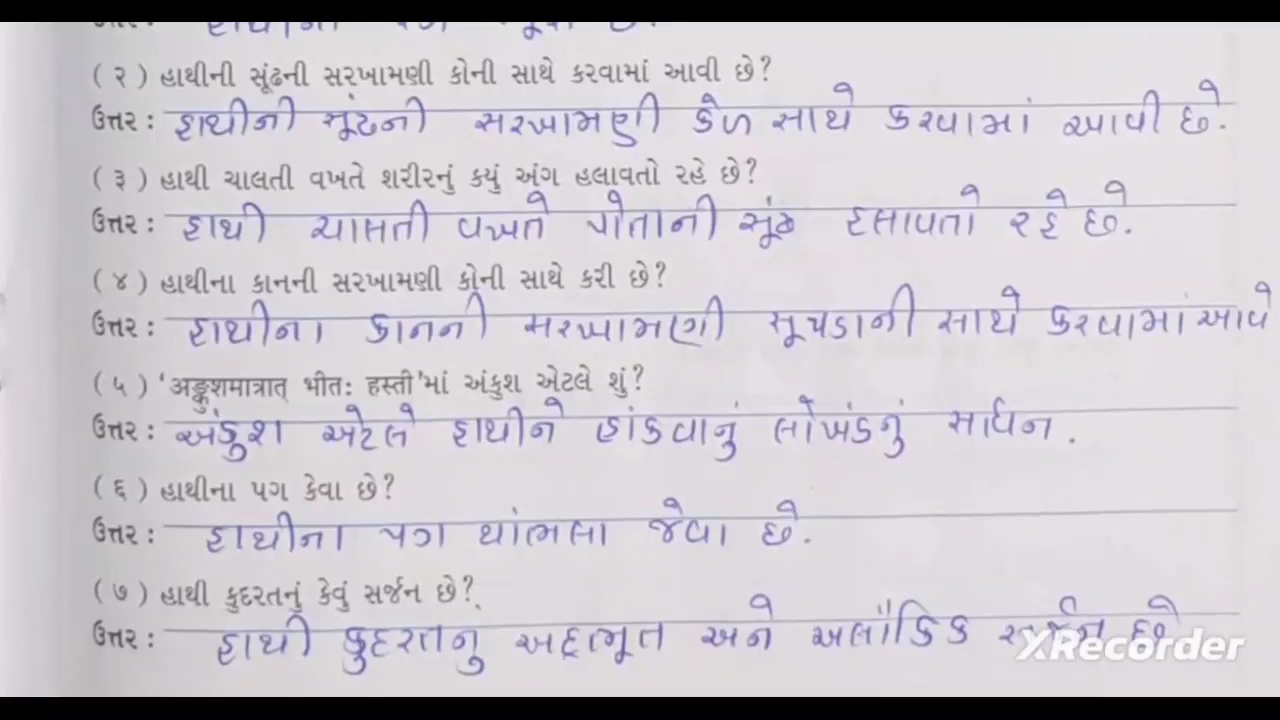 (૨) હાથીની સૂંઢની સરખામણી કોની સાથે કરવામાં આવી છે?
ઉત્તર : હાથીની સૂંઢની સરખામણી કેળ સાથે કરવામાં આવી છે.
(૩) હાથી ચાલતી વખતે શરીરનું કયું અંગ હલાવતો રહે છે?
ઉત્તર : હાથી ચાલતી વખતે પોતાની સૂંઢ હલાવતો રહે છે.
(૪) હાથીના કાનની સરખામણી કોની સાથે કરી છે?
ઉત્તર : હાથીના કાનની સરખામણી સૂપડાની સાથે કરવામાં આવે
(૫) 'अङ्कुशमात्रात् भीतः हस्ती'માં અંકુશ એટલે શું?
ઉત્તર : અંકુશ એટલે હાથીને હાંકવાનું લોખંડનું સાધન.
(૬) હાથીના પગ કેવા છે?
ઉત્તર : હાથીના પગ થાંભલા જેવા છે.
(૭) હાથી કુદરતનું કેવું સર્જન છે?
ઉત્તર : હાથી કુદરતનુ અદ્ભૂત અને અલૌકિક સર્જન છે
XRecorder